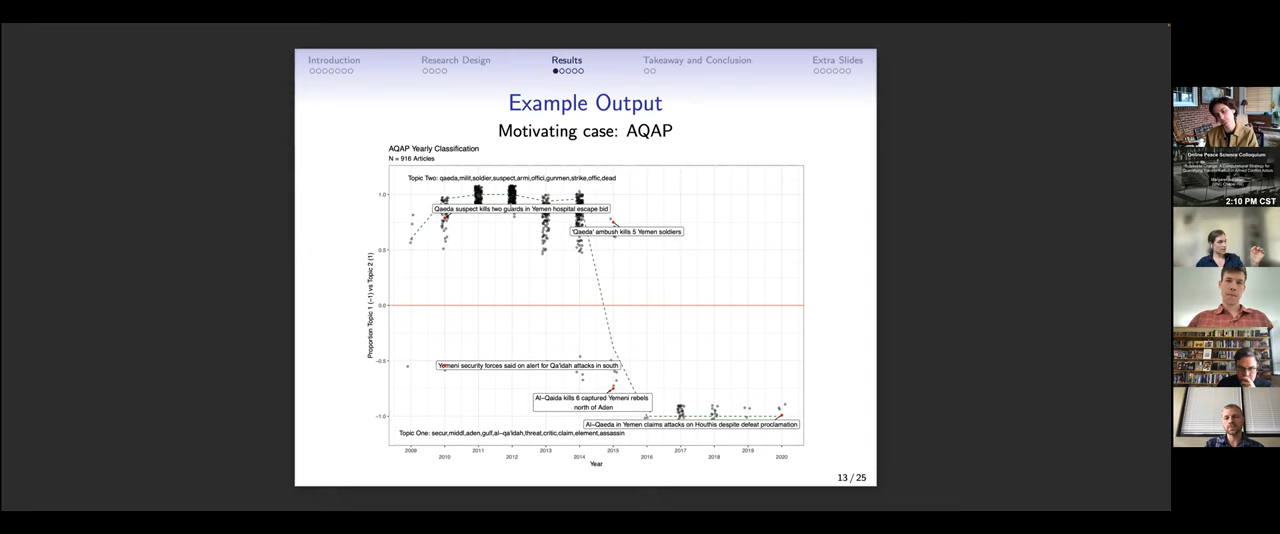 Introduction
Research Design
Results
Takeaway and Conclusion
Extra Slides
Example Output
Motivating case: AQAP
AQAP Yearly Classification
N = 916 Articles
Topic Two: qaeda,milit,soldier,suspect,armi,offici,gunmen,strike,offic,dead
Qaeda suspect kills two guards in Yemen hospital escape bid
'Qaeda' ambush kills 5 Yemen soldiers
Yemeni security forces said on alert for Qa'idah attacks in south
Al-Qaida kills 6 captured Yemeni rebels
north of Aden
Al-Qaeda in Yemen claims attacks on Houthis despite defeat proclamation
Topic One: secur,middl,aden,gulf,al-qa'idah,threat,critic,claim,element,assassin
1.0
0.5
0.0
-0.5
-1.0
Proportion Topic 1 (-1) vs Topic 2 (1)
2009
2010
2011
2012
2013
2014
2015
2016
2017
2018
2019
2020
Year
13 / 25
Online Peace Science Colloquium
2:10 PM CST